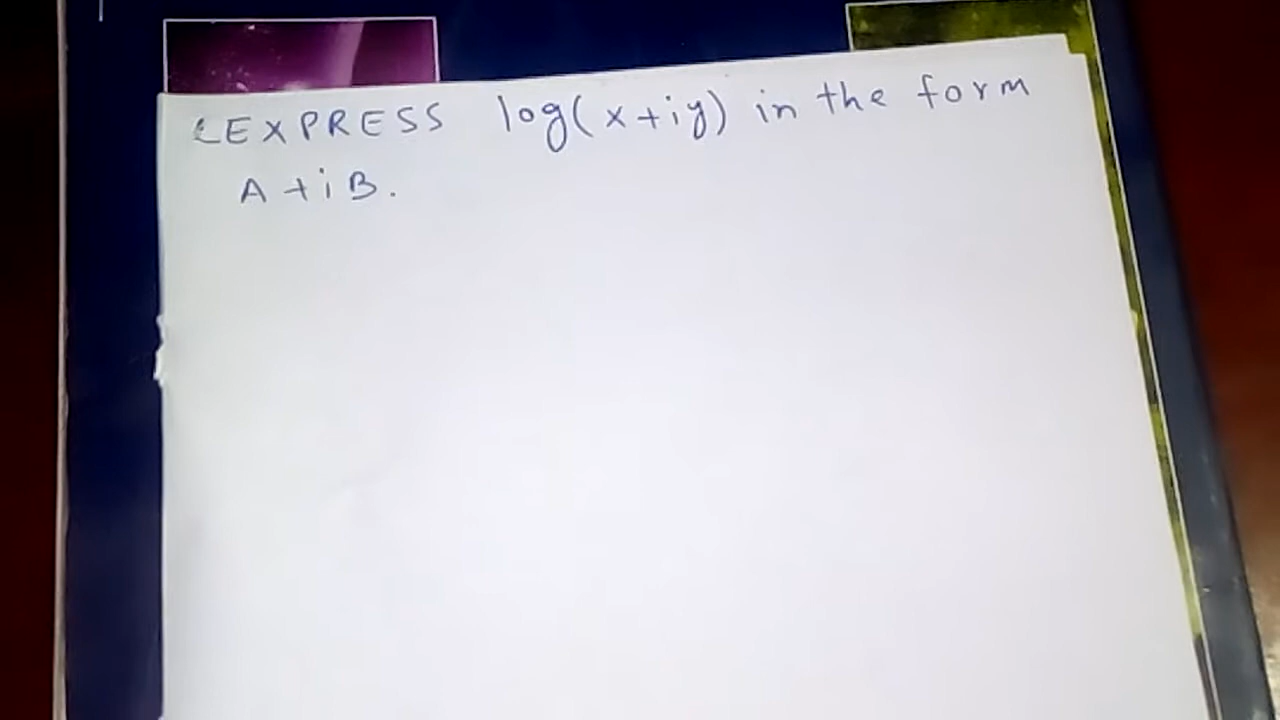 EXPRESS log(x+iy) in the form
A+iB.